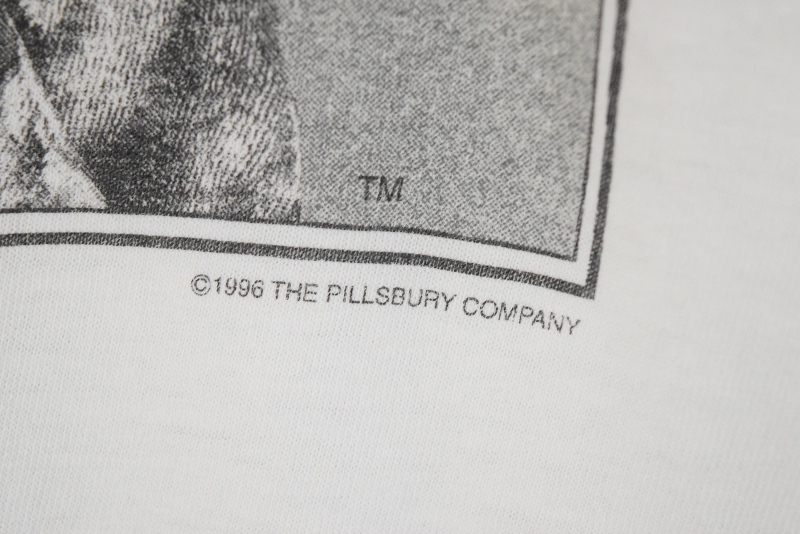 TM
©1996 THE PILLSBURY COMPANY